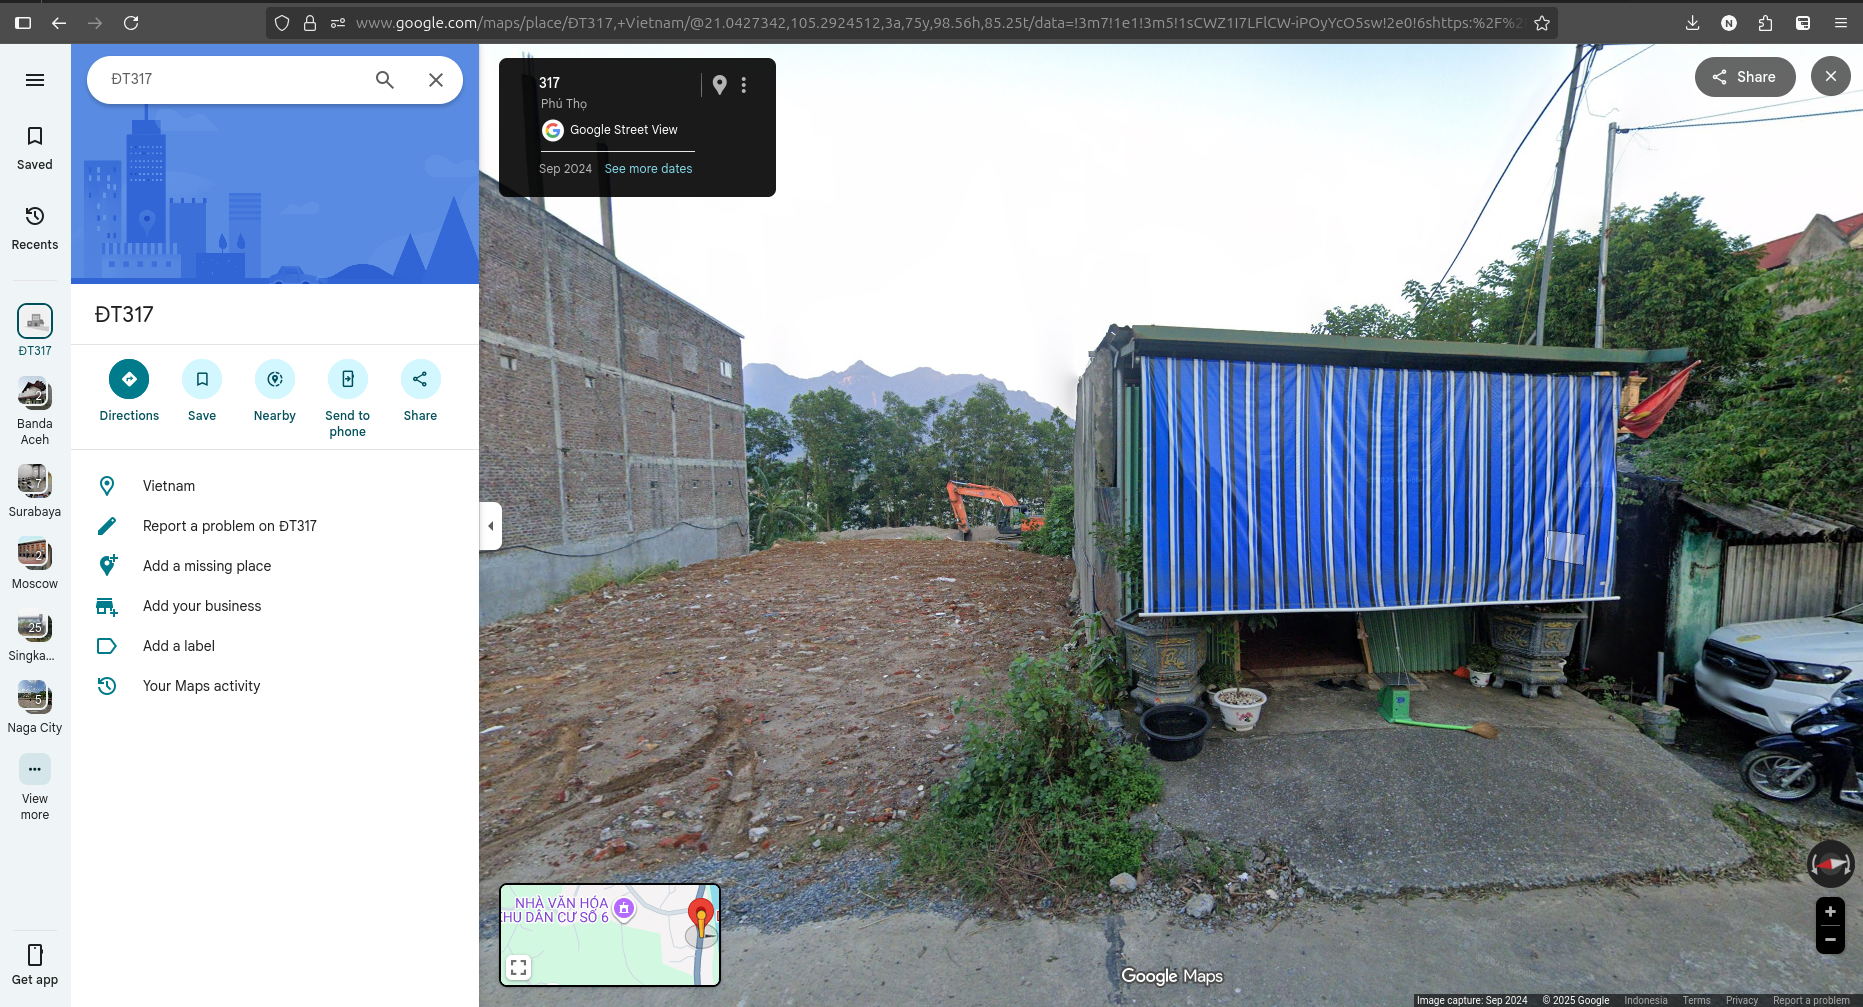 www.google.com/maps/place/ĐT317,+Vietnam/@21.0427342,105.2924512,3a,75y,98.56h,85.25t/data=!3m7!1e1!3m5!1sCWZ1I7LFlCW-iPOyYcO5sw!2e0!6shttps:%2F%2
N
ĐT317
317
Phú Thọ
Google Street View
Sep 2024 See more dates
Share
Saved
Recents
ĐT317
Directions
Save
Nearby
Send to phone
Share
Vietnam
Report a problem on ĐT317
Add a missing place
Add your business
Add a label
Your Maps activity
ĐT317
2
Banda Aceh
7
Surabaya
2
Moscow
25
Singka...
5
Naga City
View more
Get app
NHÀ VĂN HÓA
KHU DÂN CƯ SỐ 6
Google Maps
Image capture: Sep 2024 © 2025 Google Indonesia Terms Privacy Report a problem